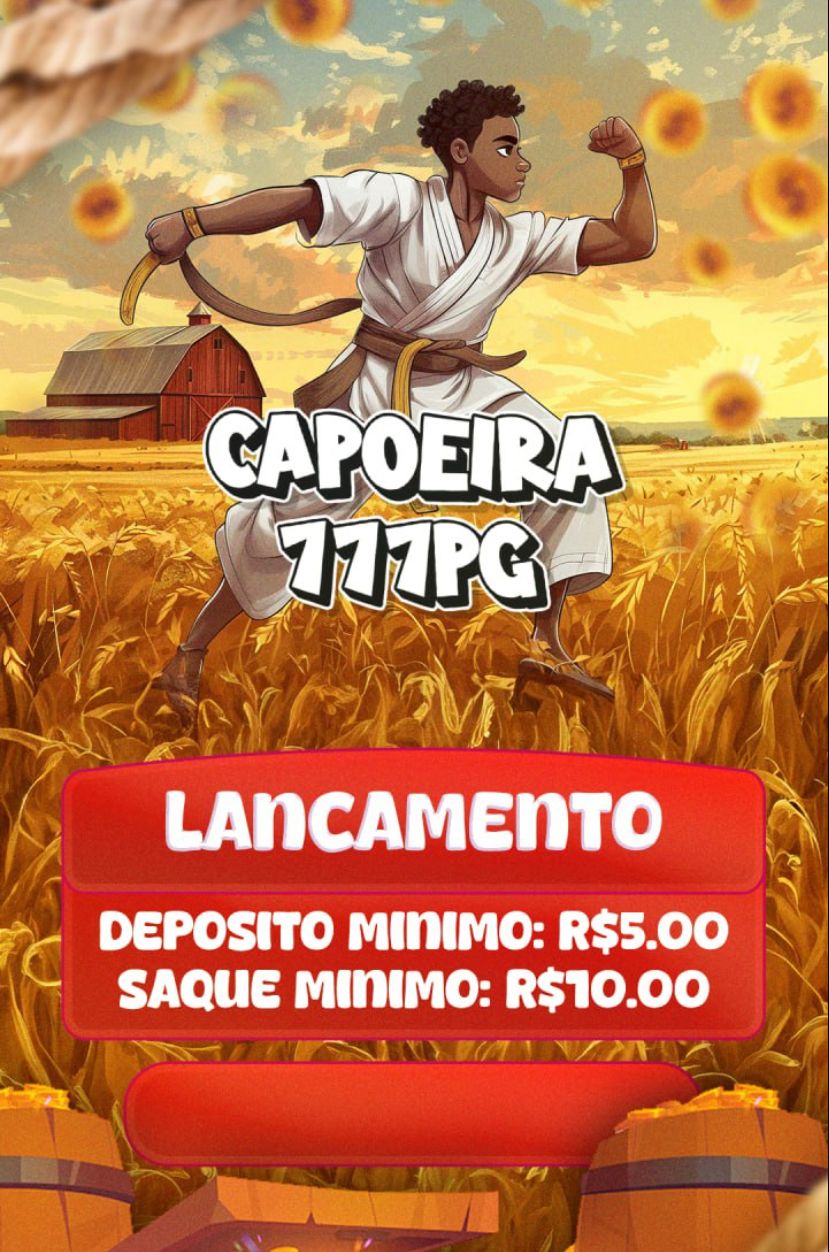 CAPOEIRA
777PG
LANCAMENTO
DEPOSITO MINIMO: R$5.00
SAQUE MINIMO: R$10.00